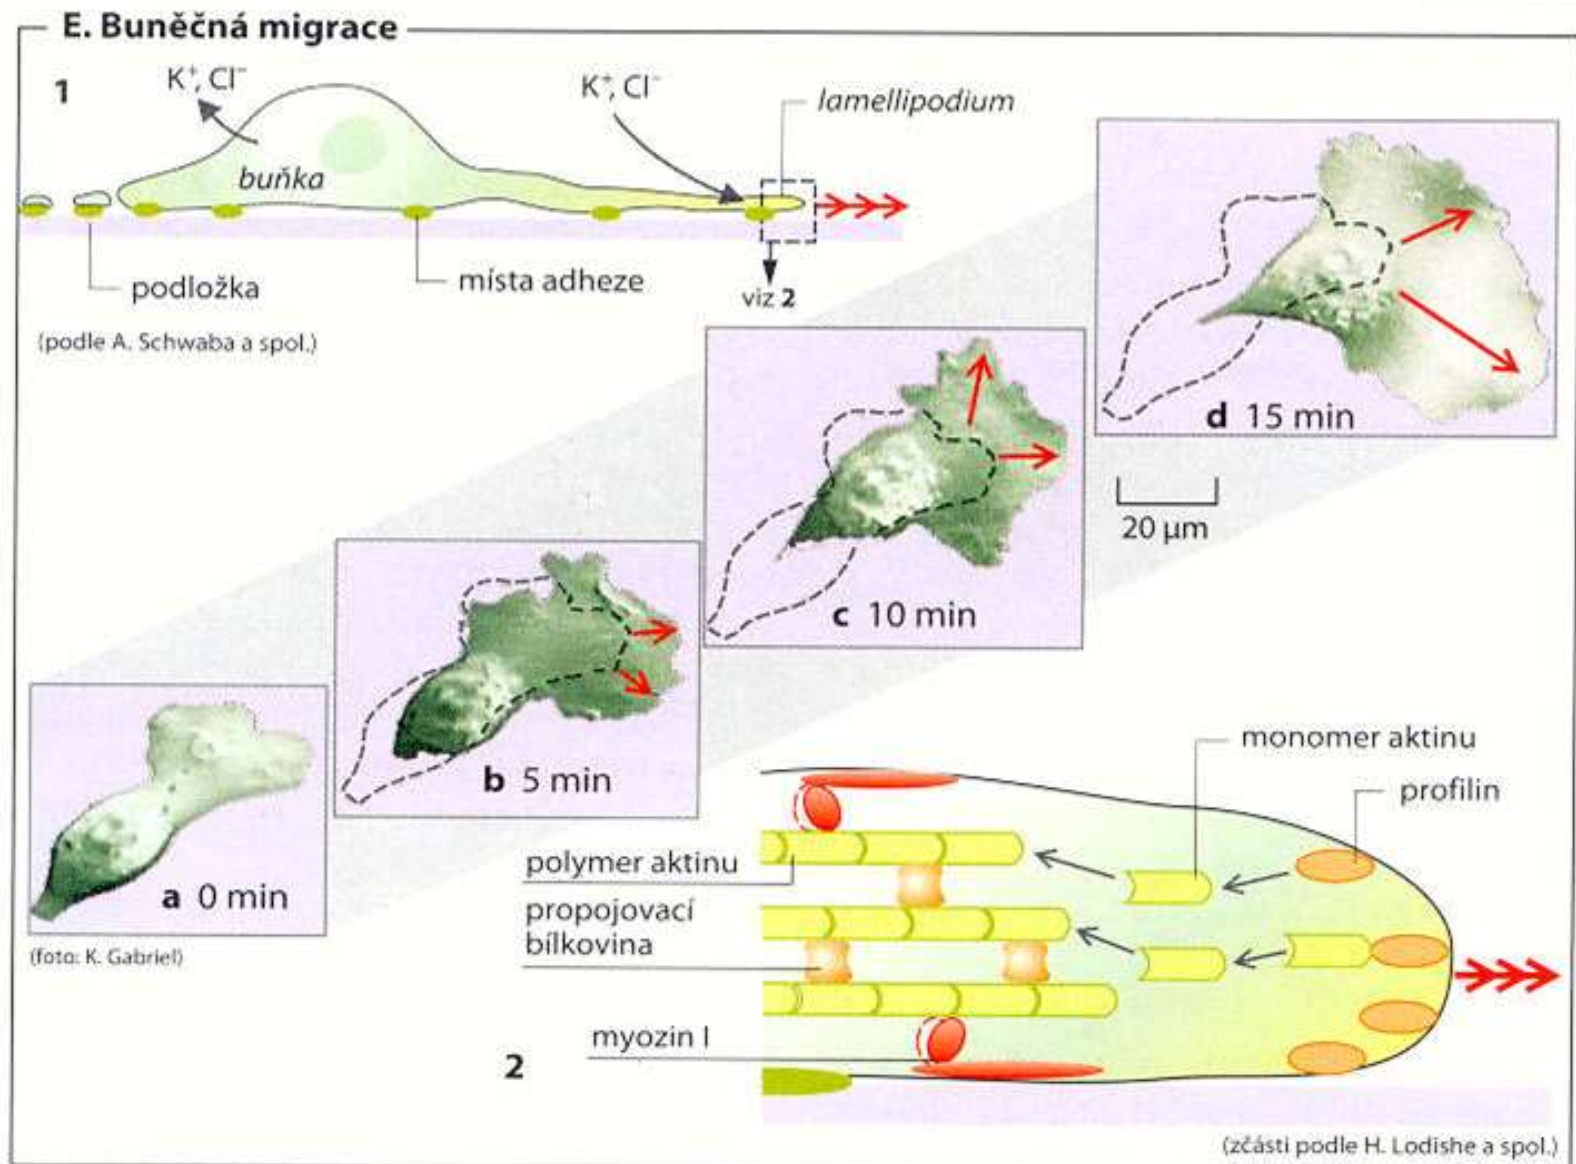 E. Buněčná migrace
1
K⁺, Cl⁻
K⁺, Cl⁻
lamellipodium
buňka
podložka
místa adheze
viz 2
(podle A. Schwaba a spol.)
d 15 min
20 µm
c 10 min
b 5 min
a 0 min
(foto: K. Gabriel)
monomer aktinu
profilin
polymer aktinu
propojovací
bílkovina
myozin I
2
(zčásti podle H. Lodishe a spol.)